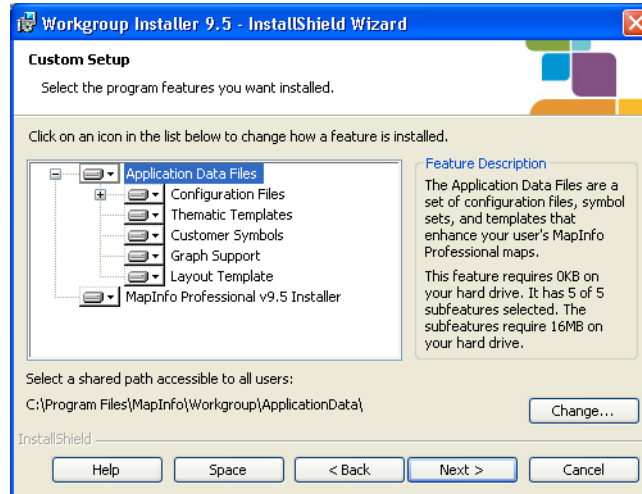 Workgroup Installer 9.5 - InstallShield Wizard
Custom Setup
Select the program features you want installed.
Click on an icon in the list below to change how a feature is installed.
Application Data Files
Configuration Files
Thematic Templates
Customer Symbols
Graph Support
Layout Template
MapInfo Professional v9.5 Installer
Feature Description
The Application Data Files are a
set of configuration files, symbol
sets, and templates that
enhance your user's MapInfo
Professional maps.
This feature requires 0KB on
your hard drive. It has 5 of 5
subfeatures selected. The
subfeatures require 16MB on
your hard drive.
Select a shared path accessible to all users:
C:\Program Files\MapInfo\Workgroup\ApplicationData\
Change...
InstallShield
Help
Space
< Back
Next >
Cancel